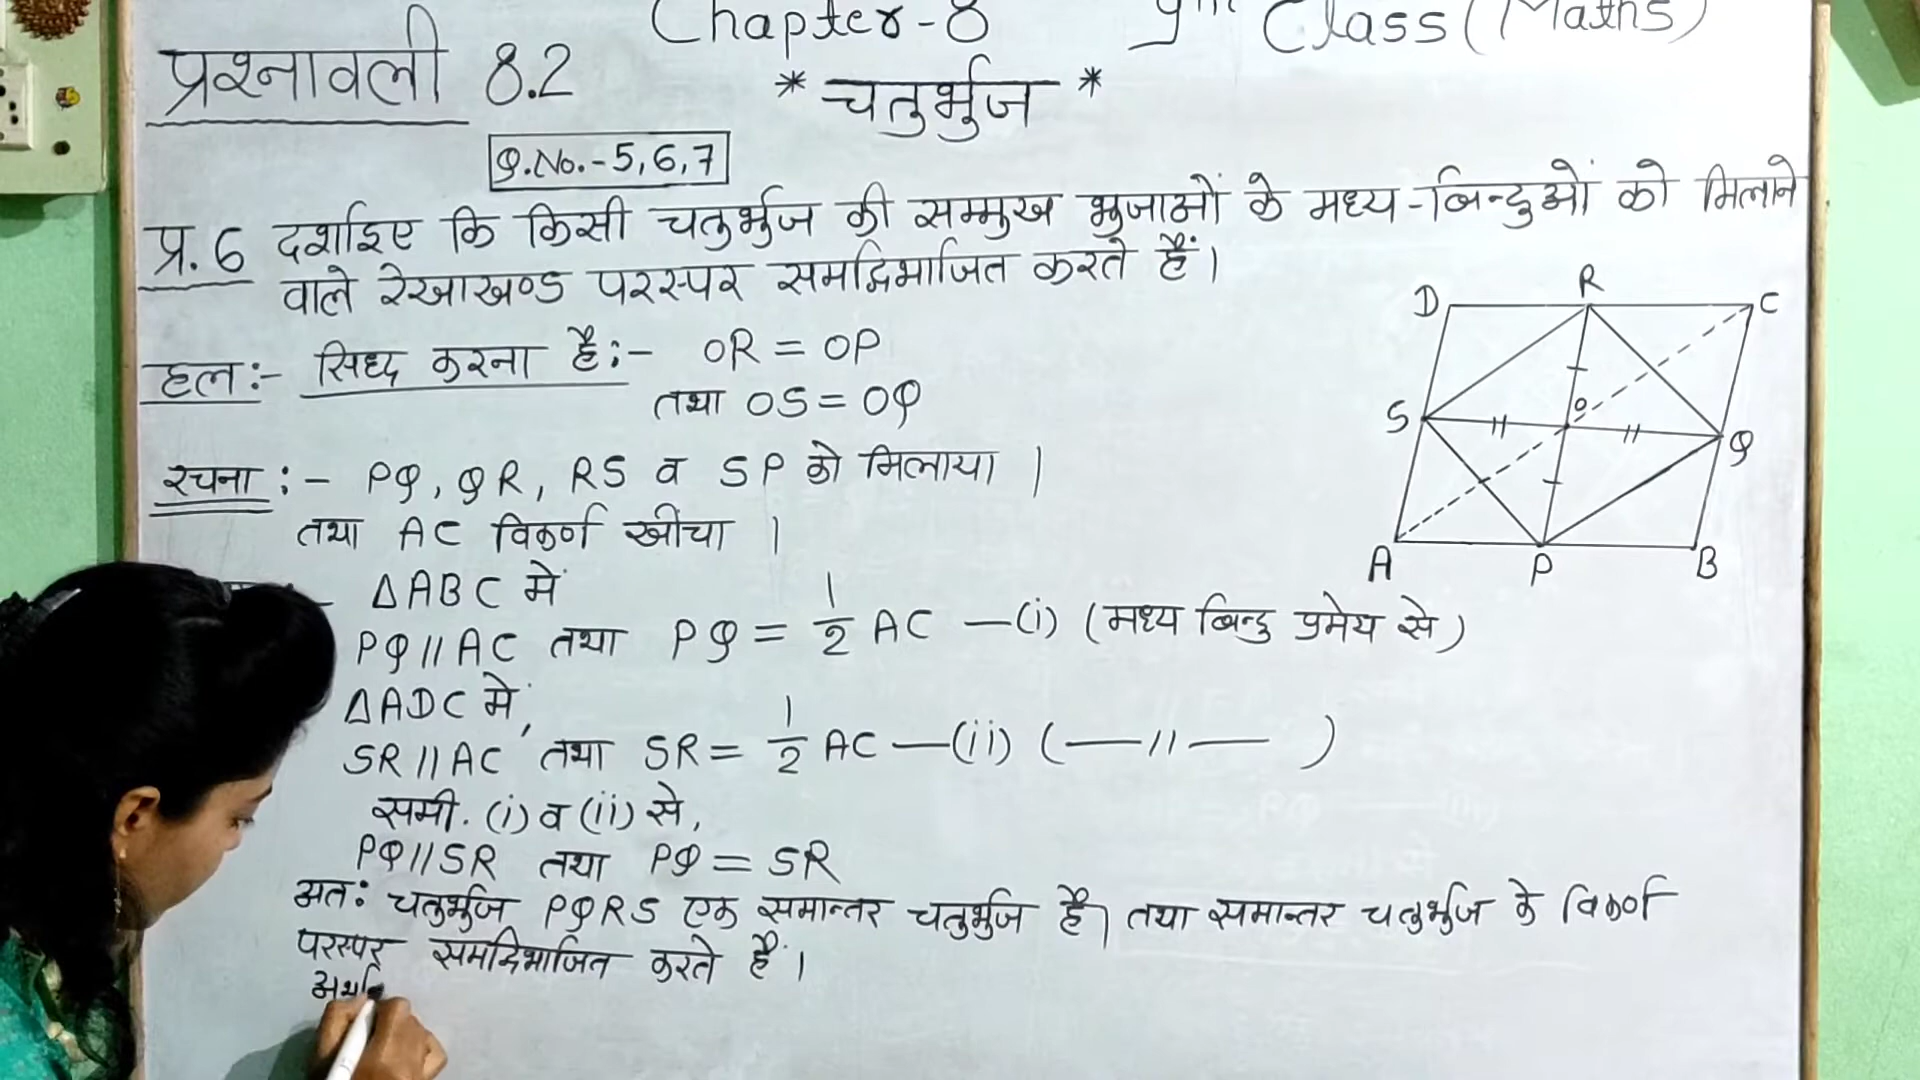 Chapter-8 9th Class (Maths)
प्रश्नावली 8.2
* चतुर्भुज *
Q.No.-5,6,7
प्र. 6 दर्शाइए कि किसी चतुर्भुज की सम्मुख भुजाओं के मध्य-बिन्दुओं को मिलाने
वाले रेखाखण्ड परस्पर समद्विभाजित करते हैं।
हल:- सिध्द करना है:- OR = OP
तथा OS = OQ
रचना :- PQ, QR, RS व SP को मिलाया |
तथा AC विकर्ण खीचा |
ΔABC में
PQ || AC तथा PQ = 1/2 AC —(i) (मध्य बिन्दु प्रमेय से)
ΔADC में,
SR || AC तथा SR = 1/2 AC —(ii) ( —— 〃 —— )
समी. (i) व (ii) से,
PQ || SR तथा PQ = SR
अत: चतुर्भुज PQRS एक समान्तर चतुर्भुज है| तथा समान्तर चतुर्भुज के विकर्ण
परस्पर समद्विभाजित करते हैं।
D R C
S O Q
A P B